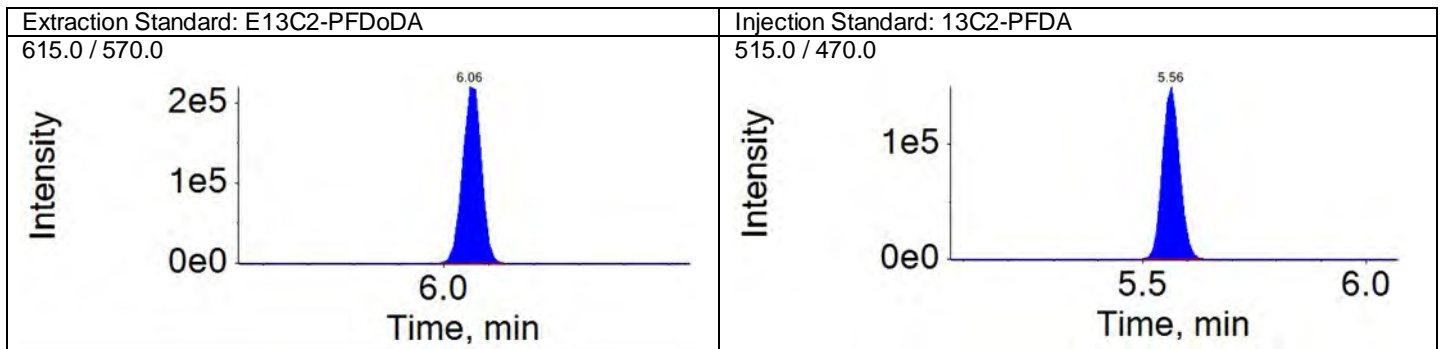 Extraction Standard: E13C2-PFDoDA
615.0 / 570.0
6.06
2e5
1e5
0e0
Intensity
6.0
Time, min
Injection Standard: 13C2-PFDA
515.0 / 470.0
5.56
1e5
0e0
Intensity
5.5 6.0
Time, min